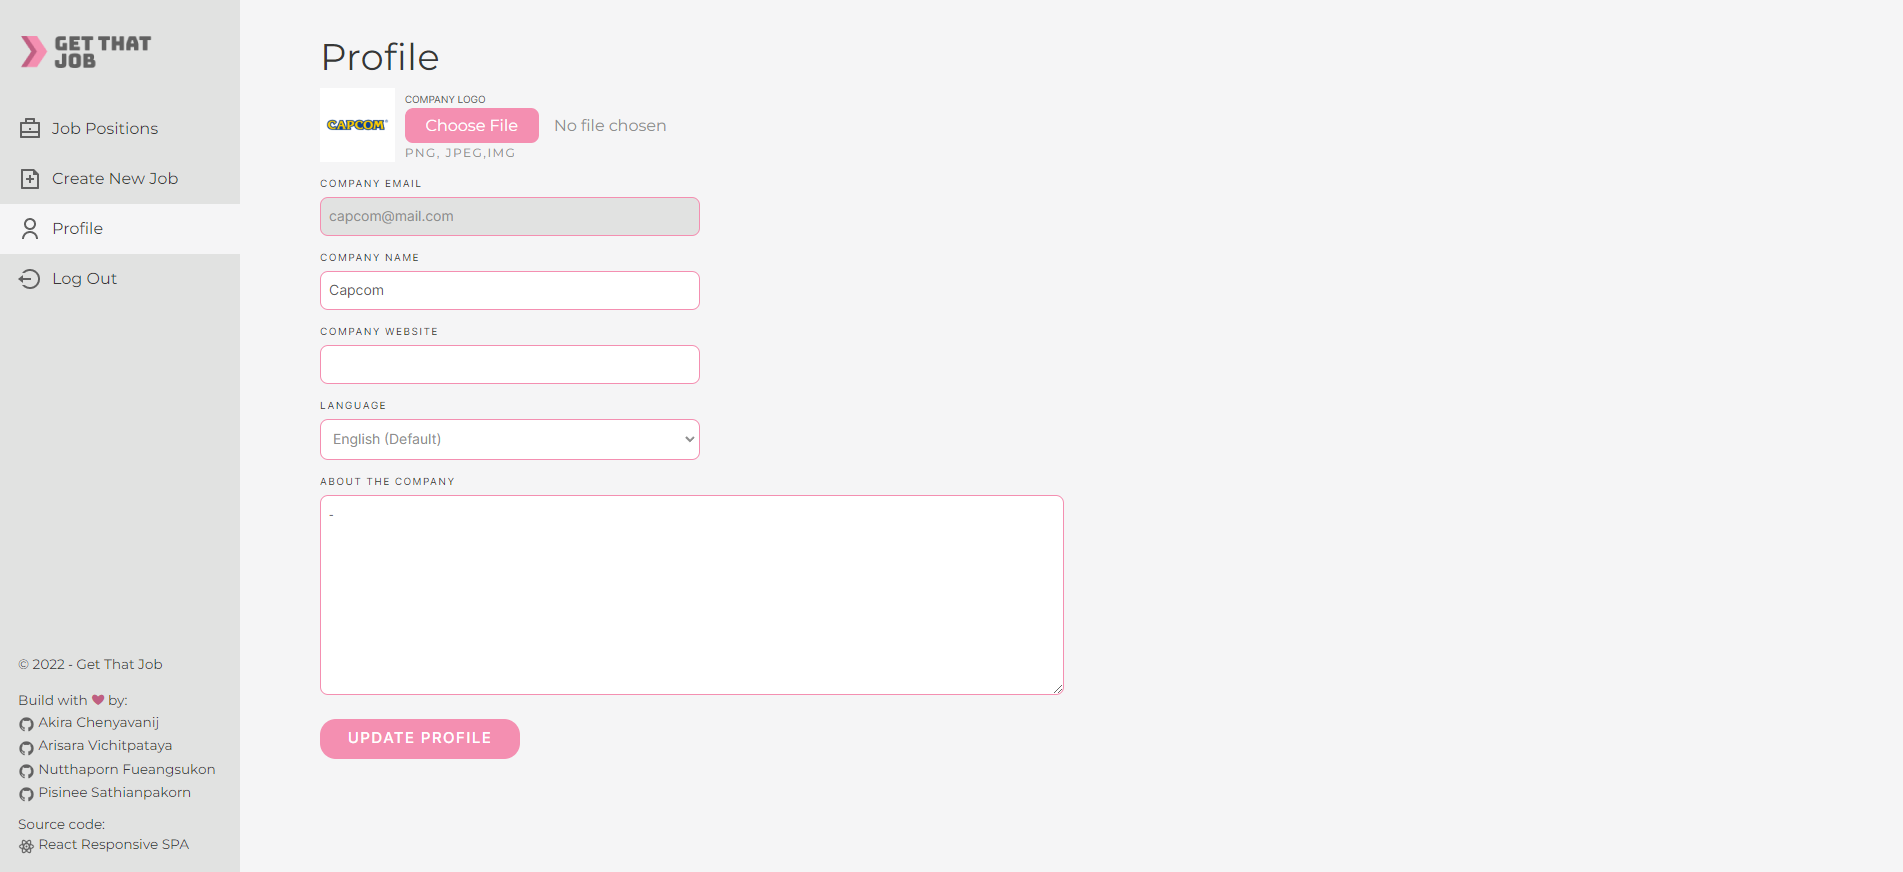 GET THAT
JOB
Job Positions
Create New Job
Profile
Log Out
© 2022 - Get That Job
Build with ❤ by:
Akira Chenyavanij
Arisara Vichitpataya
Nutthaporn Fueangsukon
Pisinee Sathianpakorn
Source code:
React Responsive SPA
Profile
CAPCOM
COMPANY LOGO
Choose File No file chosen
PNG, JPEG,IMG
COMPANY EMAIL
capcom@mail.com
COMPANY NAME
Capcom
COMPANY WEBSITE
LANGUAGE
English (Default)
ABOUT THE COMPANY
-
UPDATE PROFILE